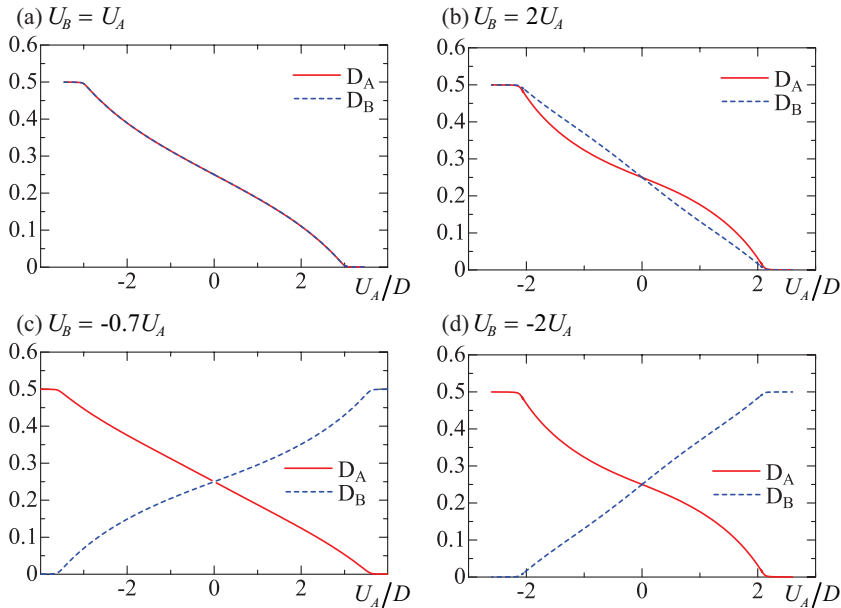 (a) U_B = U_A
0.6
0.5
0.4
0.3
0.2
0.1
0
D_A
D_B
-2 0 2 U_A/D
(b) U_B = 2U_A
0.6
0.5
0.4
0.3
0.2
0.1
0
D_A
D_B
-2 0 2 U_A/D
(c) U_B = -0.7U_A
0.6
0.5
0.4
0.3
0.2
0.1
0
D_A
D_B
-2 0 2 U_A/D
(d) U_B = -2U_A
0.6
0.5
0.4
0.3
0.2
0.1
0
D_A
D_B
-2 0 2 U_A/D